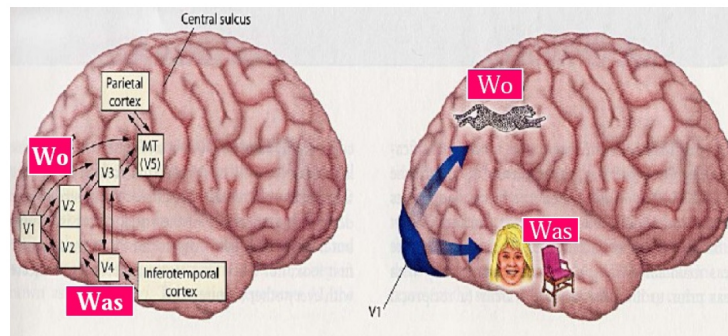 Central sulcus
Parietal
cortex
Wo
MT
(V5)
V3
V2
V1
V2
V4
Inferotemporal
cortex
Was
Wo
Was
V1